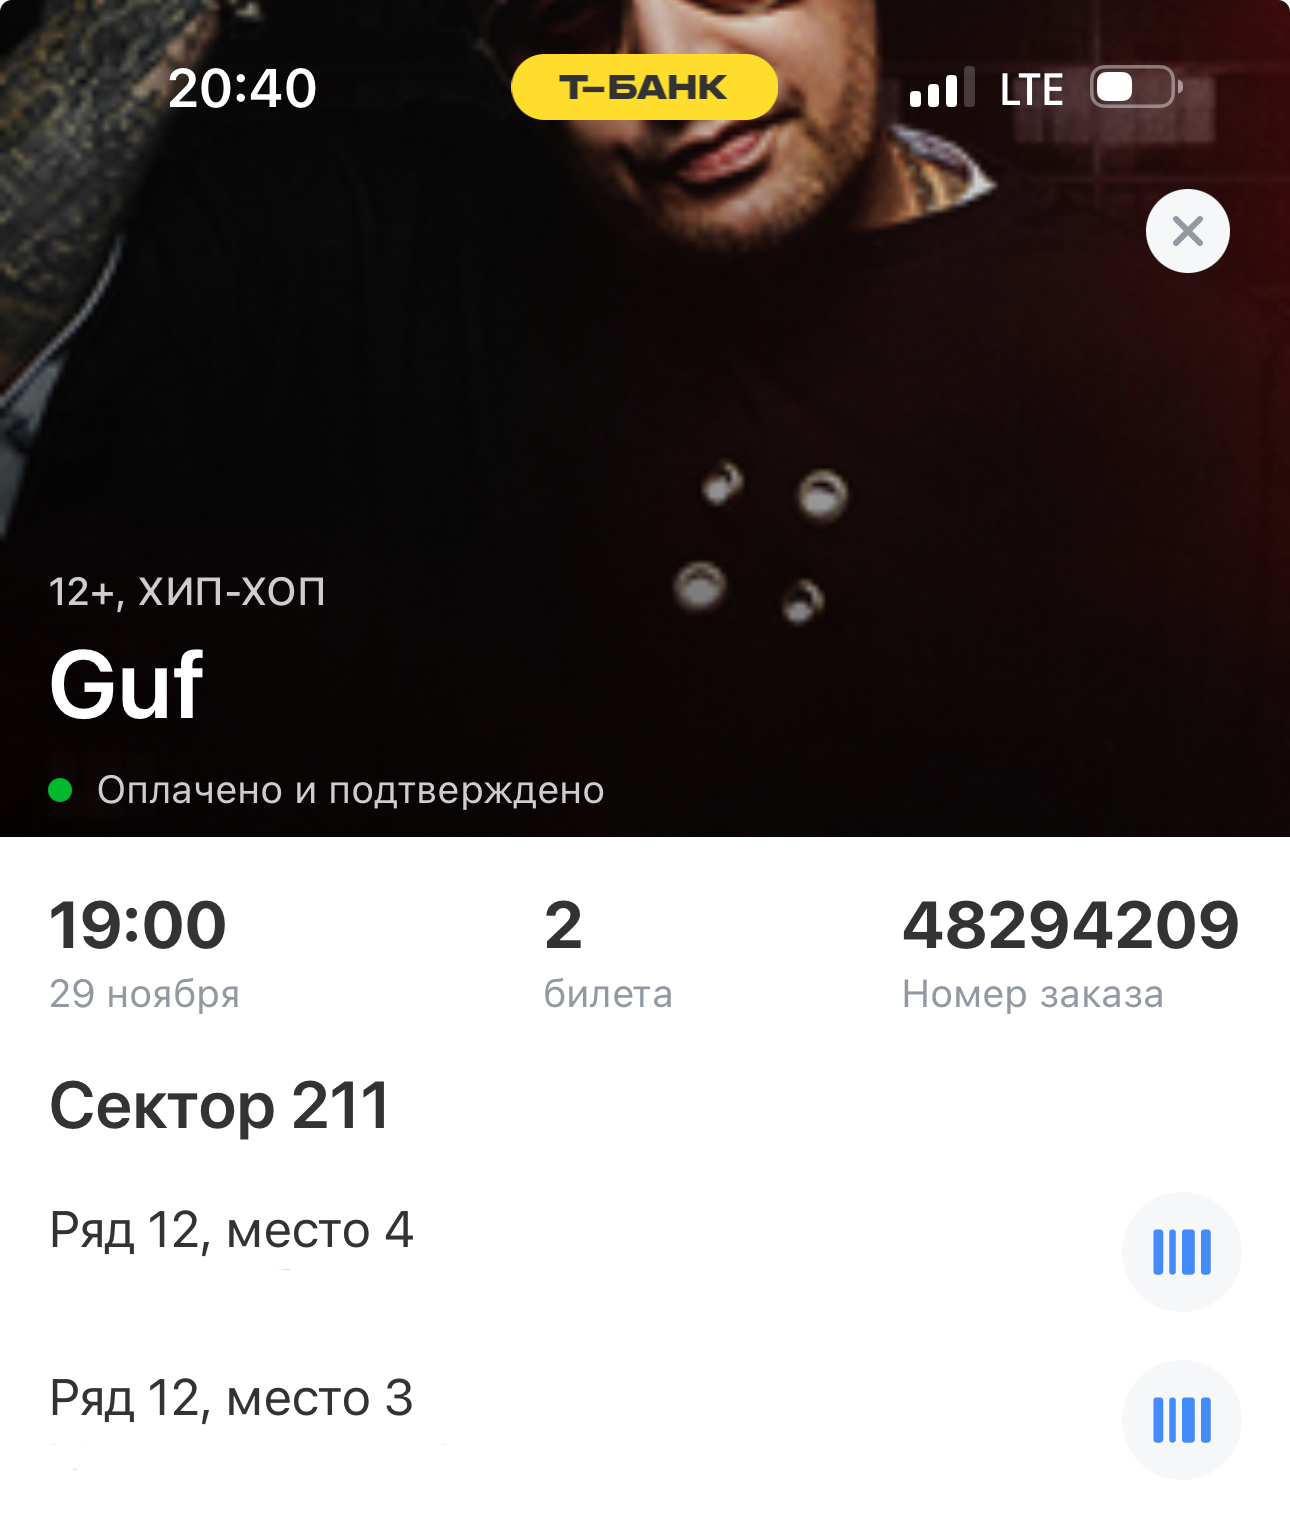 20:40
Т-БАНК
LTE
12+, ХИП-ХОП
Guf
Оплачено и подтверждено
19:00
29 ноября
2
билета
48294209
Номер заказа
Сектор 211
Ряд 12, место 4
Ряд 12, место 3